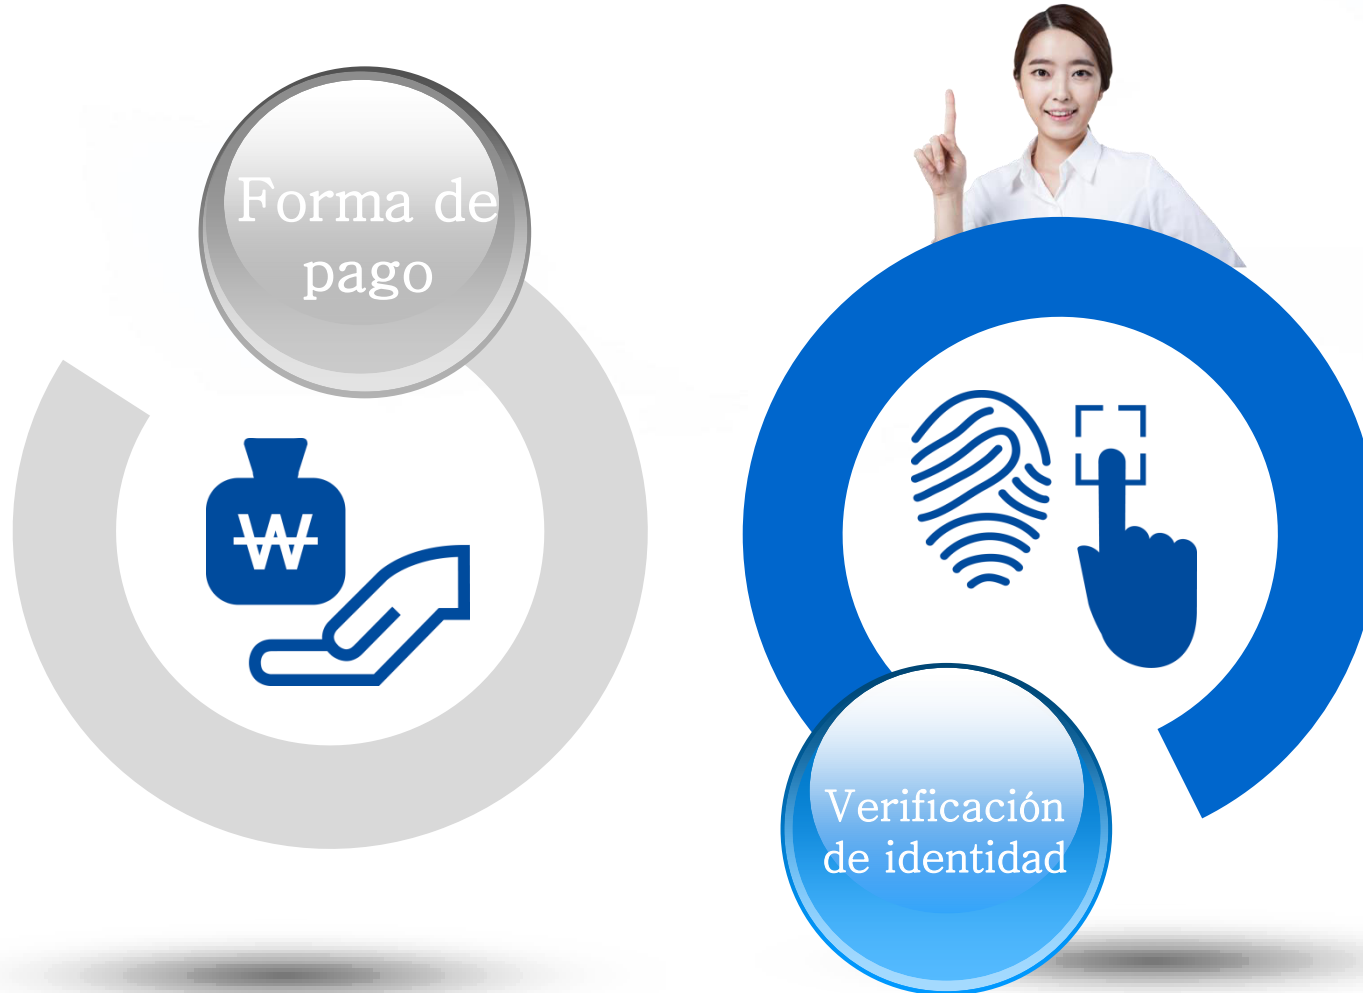 Forma de
pago
₩
Verificación
de identidad